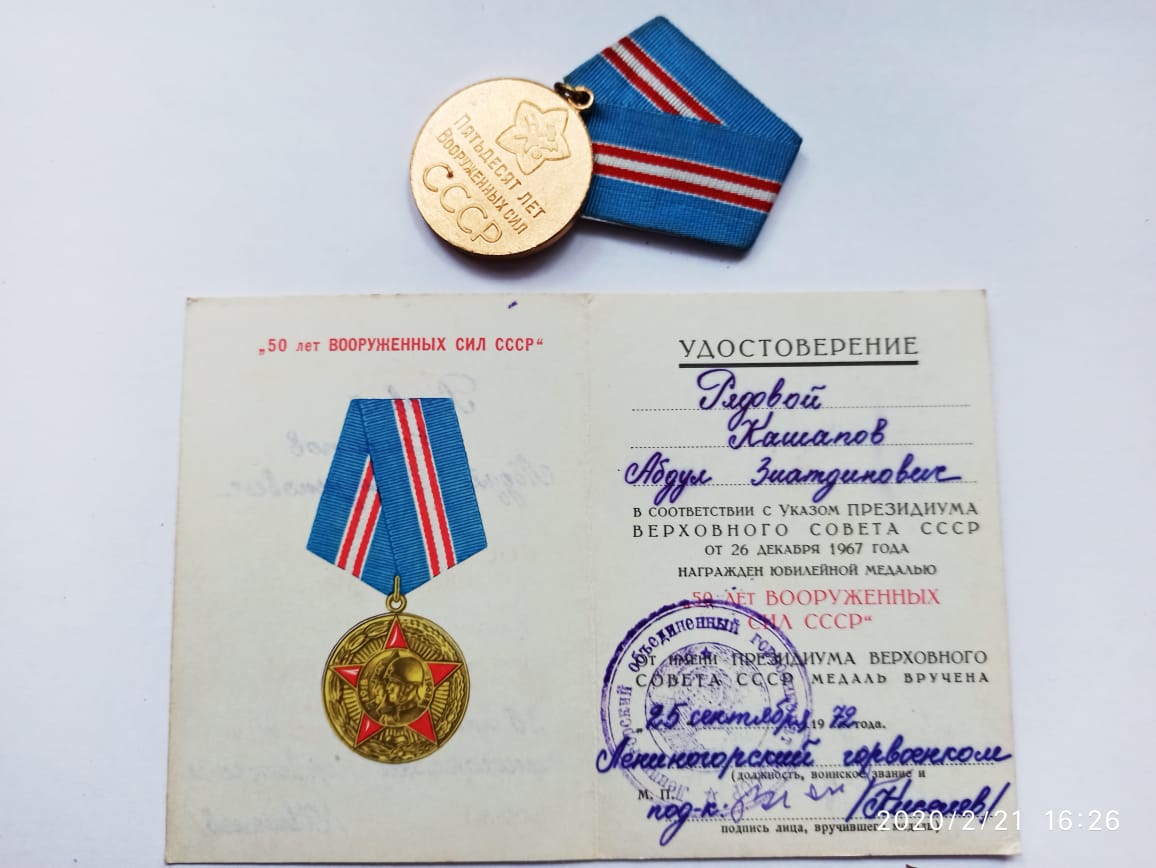 Пятьдесят лет
Вооруженных сил
СССР
„50 лет ВООРУЖЕННЫХ СИЛ СССР“
УДОСТОВЕРЕНИЕ
Рядовой
Кашапов
Абдул Зиатдинович
В СООТВЕТСТВИИ С УКАЗОМ ПРЕЗИДИУМА
ВЕРХОВНОГО СОВЕТА СССР
ОТ 26 ДЕКАБРЯ 1967 ГОДА
НАГРАЖДЕН ЮБИЛЕЙНОЙ МЕДАЛЬЮ
„50 ЛЕТ ВООРУЖЕННЫХ
СИЛ СССР“
ОТ ИМЕНИ ПРЕЗИДИУМА ВЕРХОВНОГО
СОВЕТА СССР МЕДАЛЬ ВРУЧЕНА
„25 сентября 1972 года.
Лениногорский горвоенком
(должность, воинское звание и
М. П.
под-к:
подпись лица, вручившего
объединенный
2020/2/21 16:26